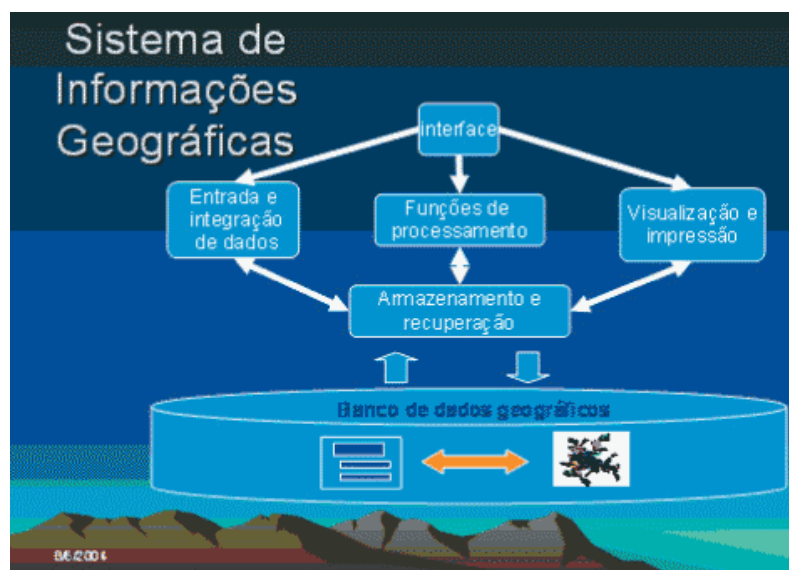 Sistema de
Informações
Geográficas
interface
Entrada e
integração
de dados
Funções de
processamento
Visualização e
impressão
Armazenamento e
recuperação
Banco de dados geográficos
8/6/2004